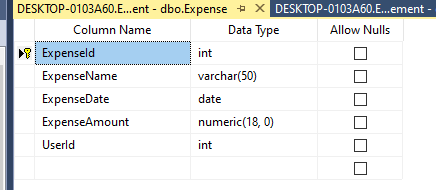 DESKTOP-0103A60.E...ent - dbo.Expense
DESKTOP-0103A60.E...ement -
Column Name Data Type Allow Nulls
ExpenseId int
ExpenseName varchar(50)
ExpenseDate date
ExpenseAmount numeric(18, 0)
UserId int